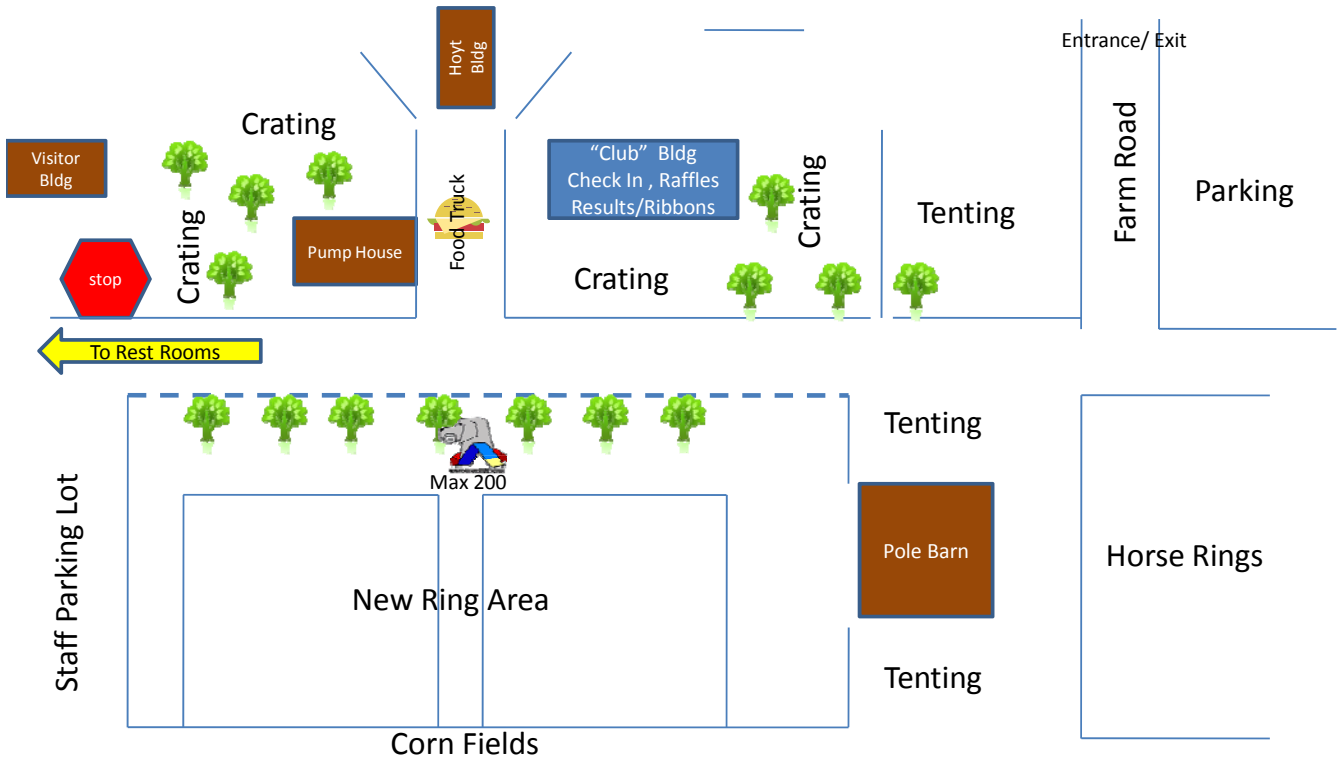 Hoyt
Bldg
Entrance/ Exit
Crating
Visitor
Bldg
"Club" Bldg
Check In , Raffles
Results/Ribbons
Crating
Tenting
Farm Road
Parking
Crating
Pump House
Food Truck
stop
Crating
To Rest Rooms
Tenting
Max 200
Staff Parking Lot
Pole Barn
Horse Rings
New Ring Area
Tenting
Corn Fields